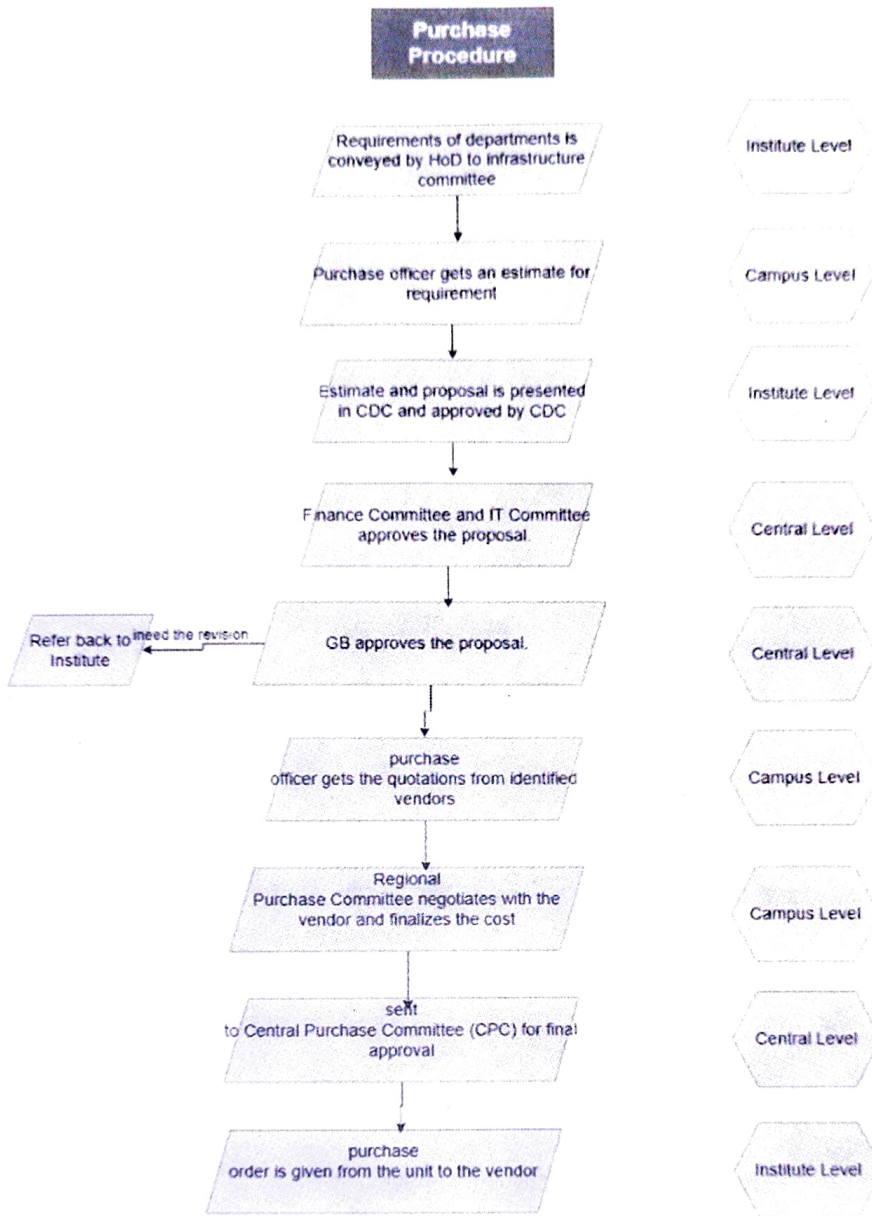 Purchase
Procedure
Requirements of departments is
conveyed by HoD to infrastructure
committee
Institute Level
Purchase officer gets an estimate for
requirement
Campus Level
Estimate and proposal is presented
in CDC and approved by CDC
Institute Level
Finance Committee and IT Committee
approves the proposal.
Central Level
Refer back to
Institute
ineed the revision
GB approves the proposal.
Central Level
purchase
officer gets the quotations from identified
vendors
Campus Level
Regional
Purchase Committee negotiates with the
vendor and finalizes the cost
Campus Level
sent
to Central Purchase Committee (CPC) for final
approval
Central Level
purchase
order is given from the unit to the vendor
Institute Level